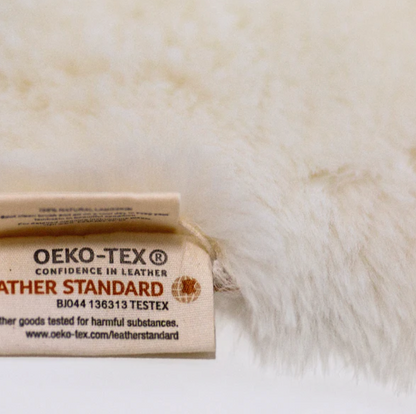 OEKO-TEX®
CONFIDENCE IN LEATHER
ATHER STANDARD
BJ044 136313 TESTEX
ther goods tested for harmful substances.
www.oeko-tex.com/leatherstandard